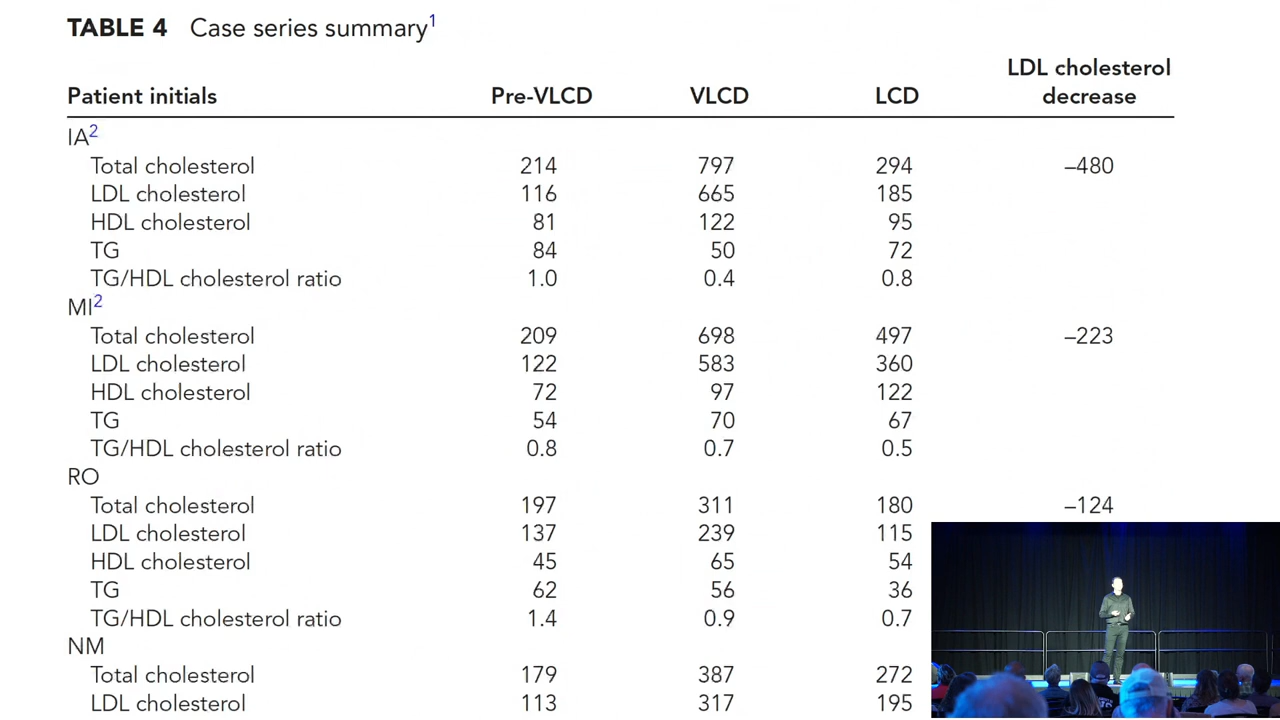 TABLE 4 Case series summary1
Patient initials Pre-VLCD VLCD LCD LDL cholesterol decrease
IA2
Total cholesterol 214 797 294 –480
LDL cholesterol 116 665 185
HDL cholesterol 81 122 95
TG 84 50 72
TG/HDL cholesterol ratio 1.0 0.4 0.8
MI2
Total cholesterol 209 698 497 –223
LDL cholesterol 122 583 360
HDL cholesterol 72 97 122
TG 54 70 67
TG/HDL cholesterol ratio 0.8 0.7 0.5
RO
Total cholesterol 197 311 180 –124
LDL cholesterol 137 239 115
HDL cholesterol 45 65 54
TG 62 56 36
TG/HDL cholesterol ratio 1.4 0.9 0.7
NM
Total cholesterol 179 387 272
LDL cholesterol 113 317 195